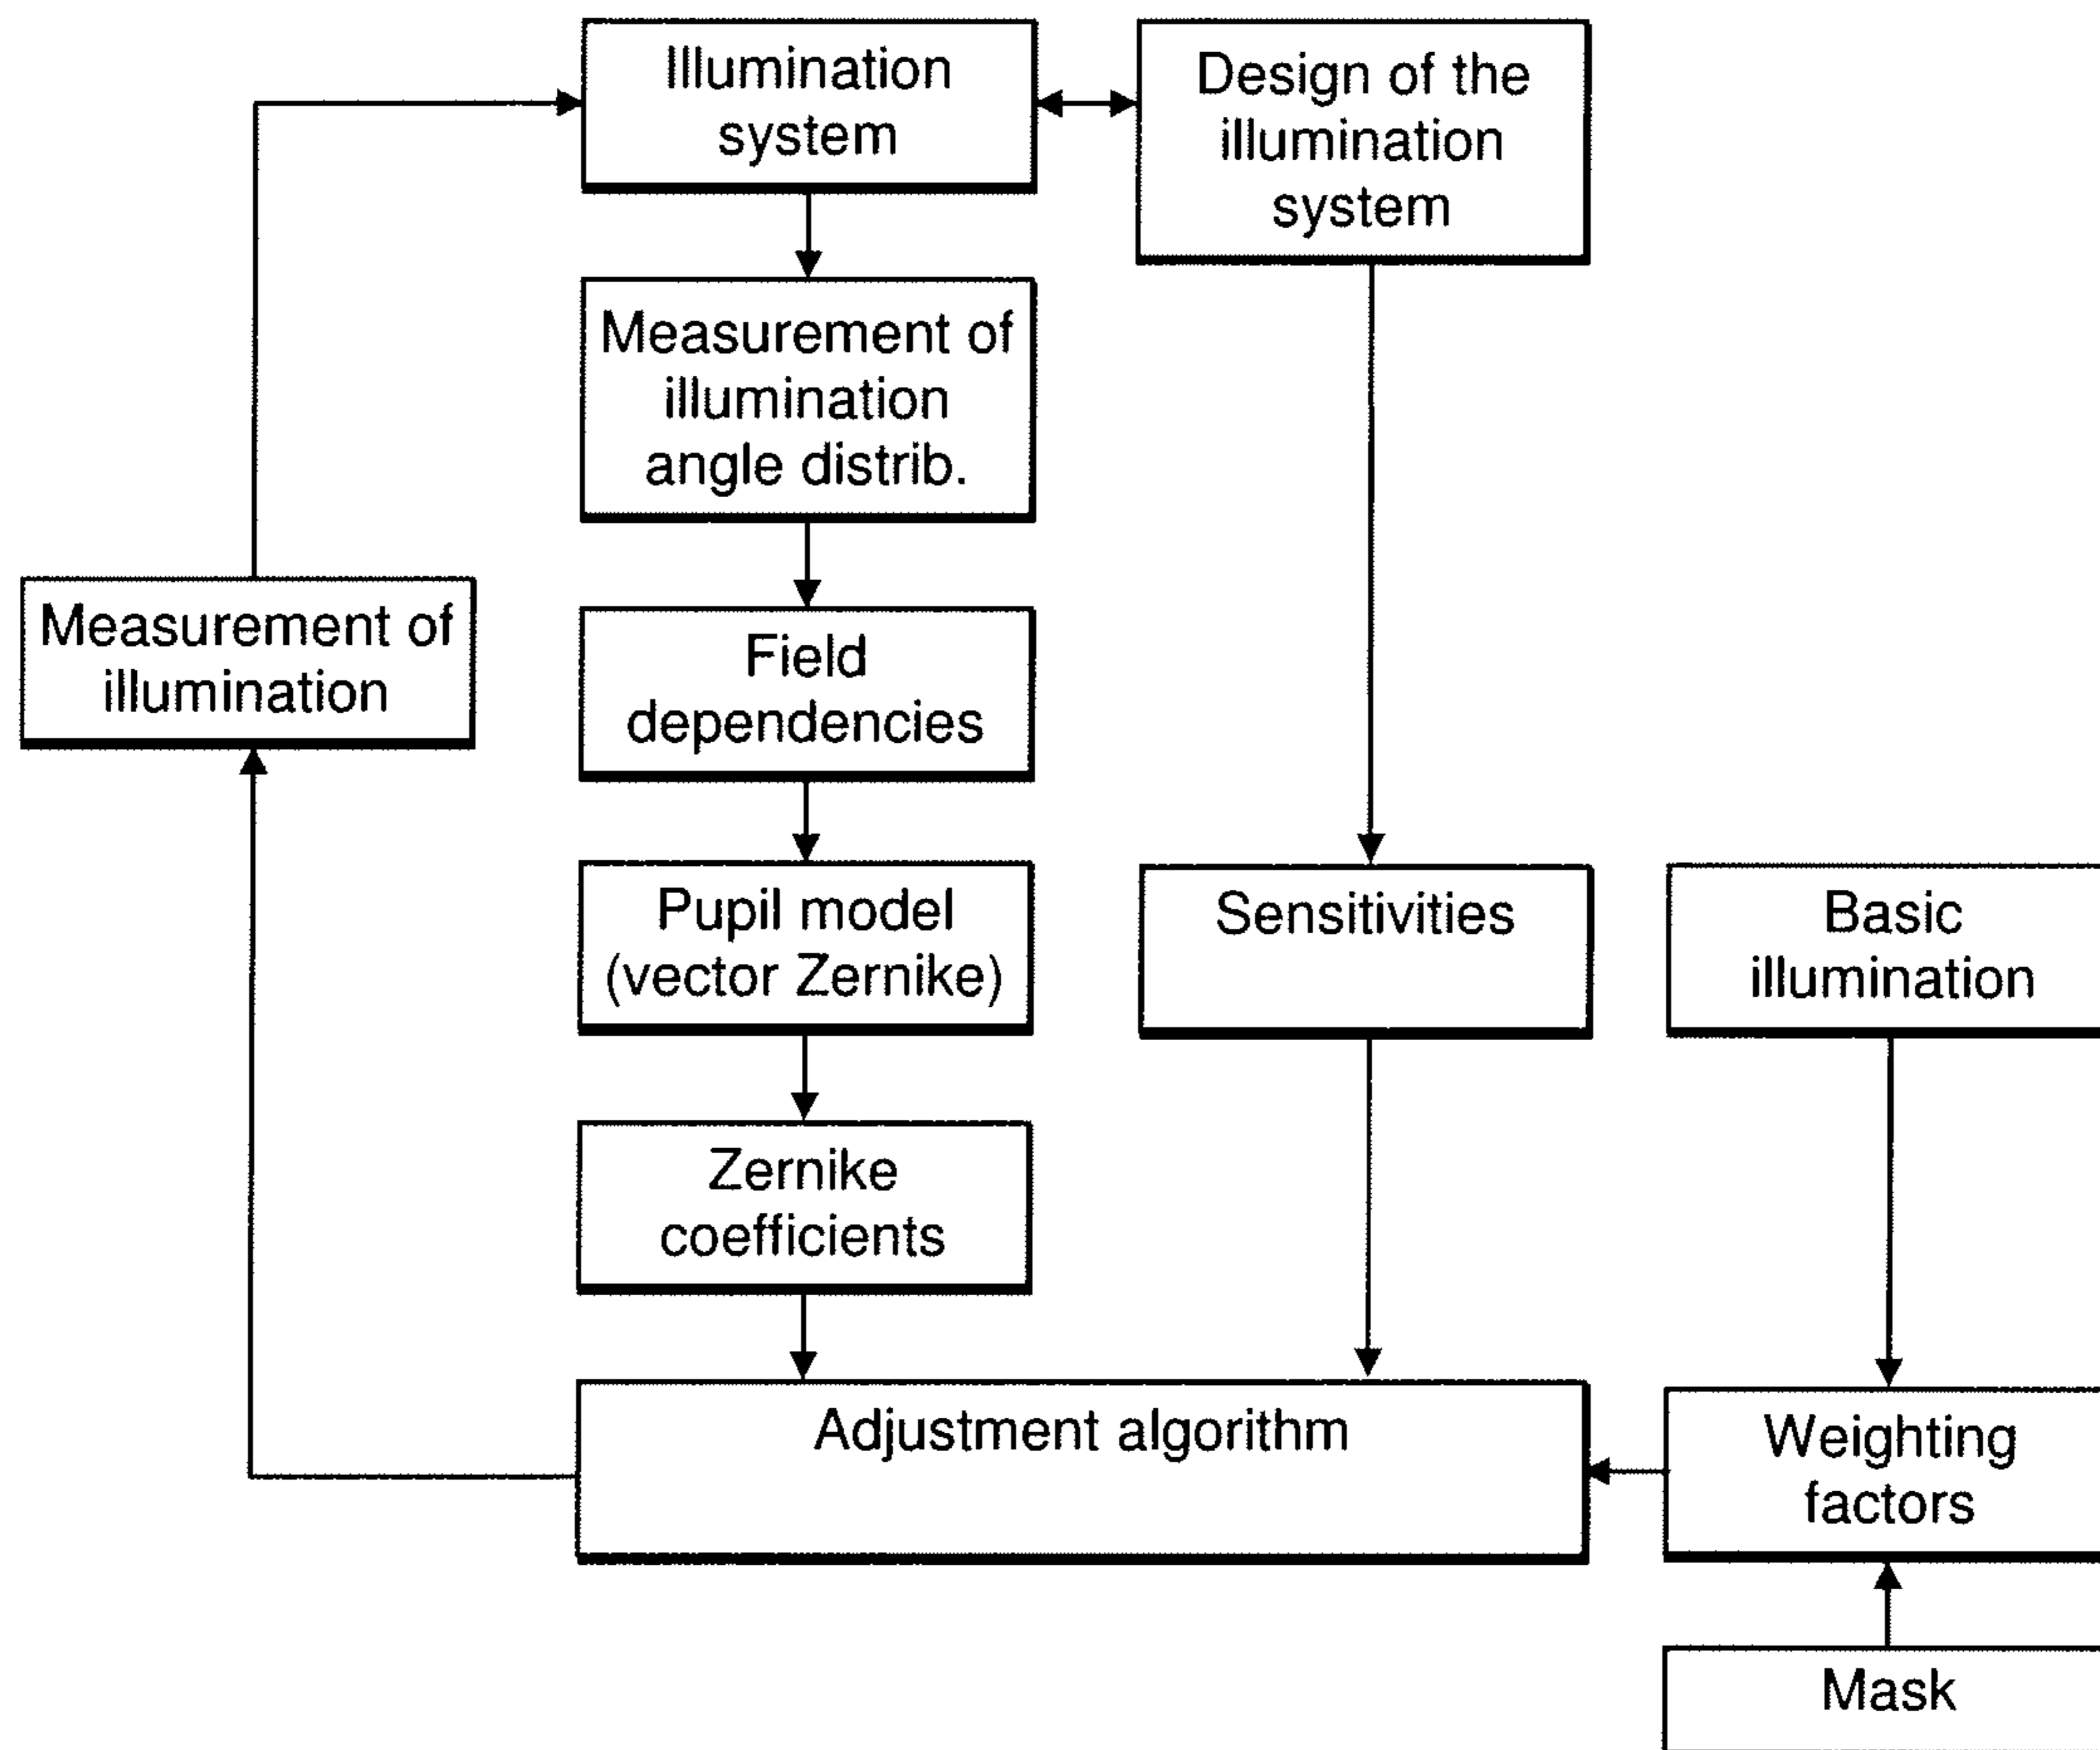 Illumination
system
Design of the
illumination
system
Measurement of
illumination
angle distrib.
Measurement of
illumination
Field
dependencies
Pupil model
(vector Zernike)
Sensitivities
Basic
illumination
Zernike
coefficients
Adjustment algorithm
Weighting
factors
Mask